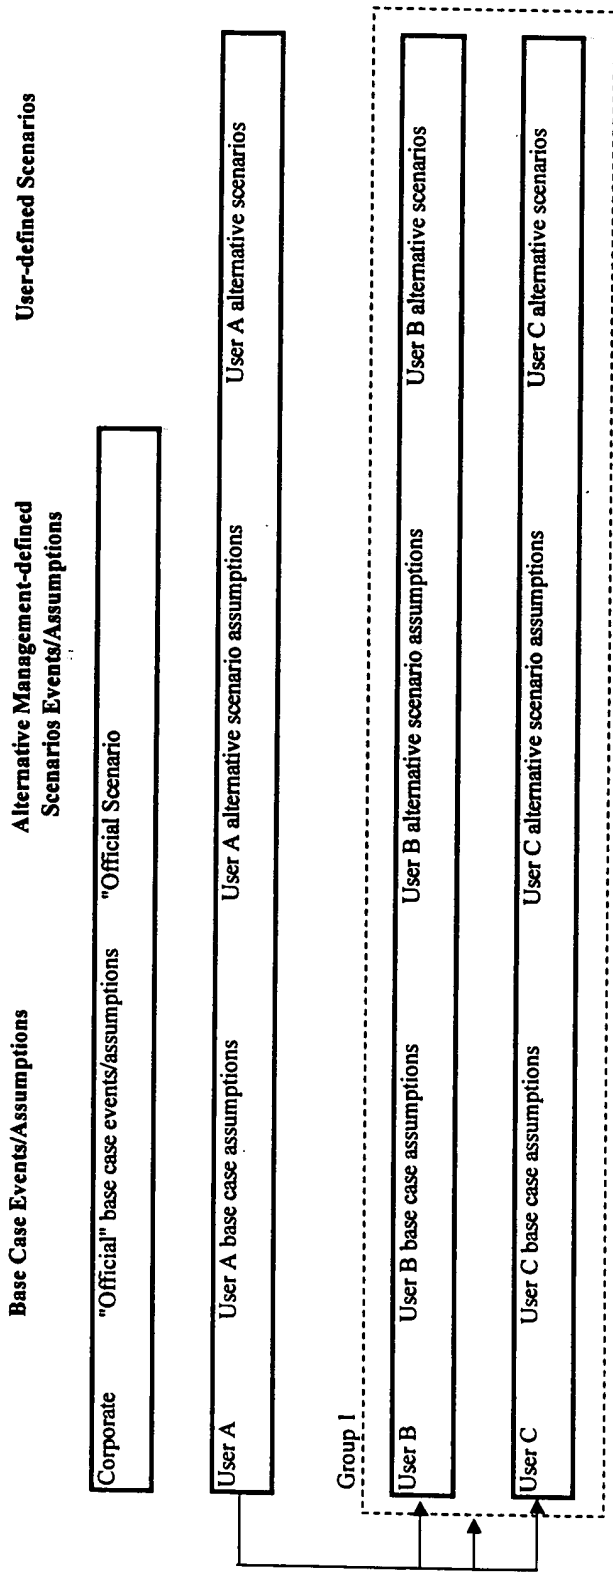 Base Case Events/Assumptions
Alternative Management-defined
Scenarios Events/Assumptions
User-defined Scenarios
Corporate "Official" base case events/assumptions "Official Scenario
User A User A base case assumptions User A alternative scenario assumptions User A alternative scenarios
Group 1
User B User B base case assumptions User B alternative scenario assumptions User B alternative scenarios
User C User C base case assumptions User C alternative scenario assumptions User C alternative scenarios